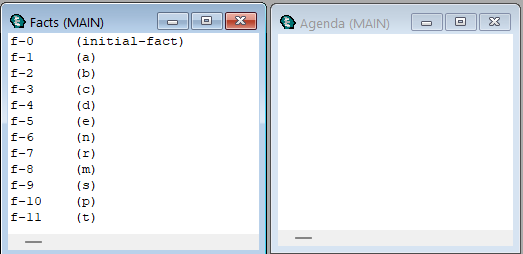 Facts (MAIN)
f-0 (initial-fact)
f-1 (a)
f-2 (b)
f-3 (c)
f-4 (d)
f-5 (e)
f-6 (n)
f-7 (r)
f-8 (m)
f-9 (s)
f-10 (p)
f-11 (t)
Agenda (MAIN)